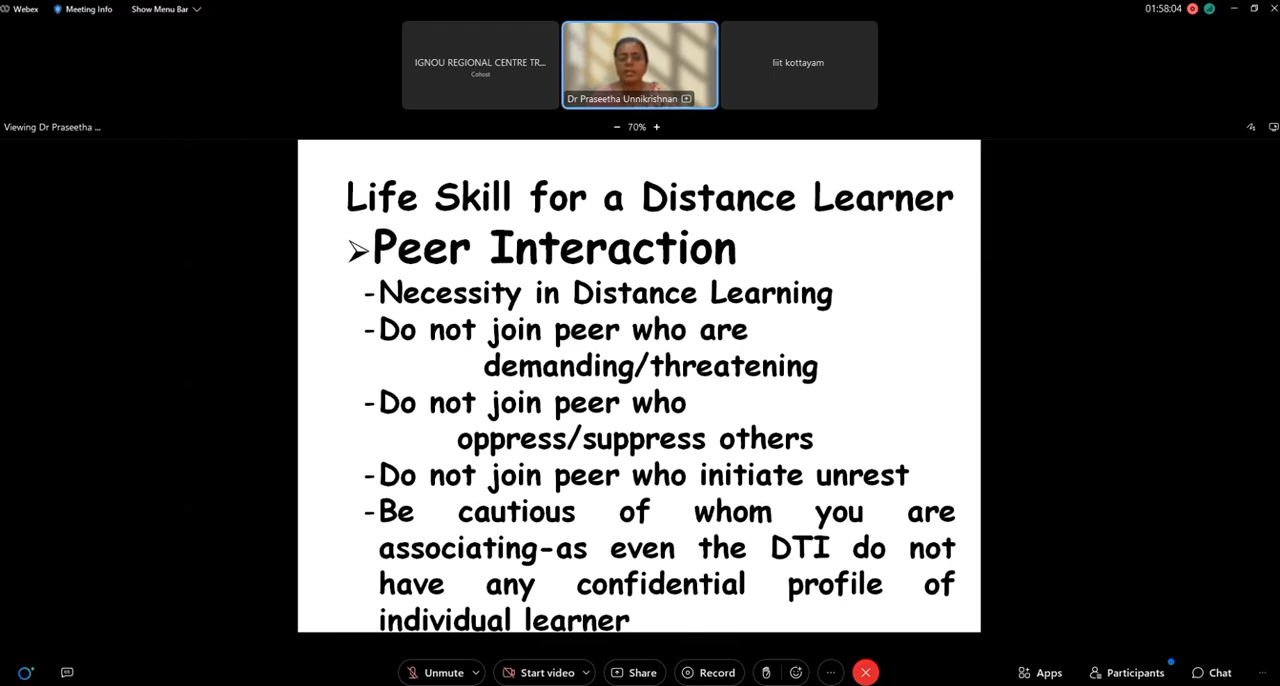 Webex Meeting Info Show Menu Bar 01:58:04
IGNOU REGIONAL CENTRE TR...
Cohost
Dr Praseetha Unnikrishnan
liit kottayam
Viewing Dr Praseetha ...
− 70% +
Life Skill for a Distance Learner
➢Peer Interaction
-Necessity in Distance Learning
-Do not join peer who are
demanding/threatening
-Do not join peer who
oppress/suppress others
-Do not join peer who initiate unrest
-Be cautious of whom you are
associating-as even the DTI do not
have any confidential profile of
individual learner
Unmute Start video Share Record ... Apps Participants Chat ...